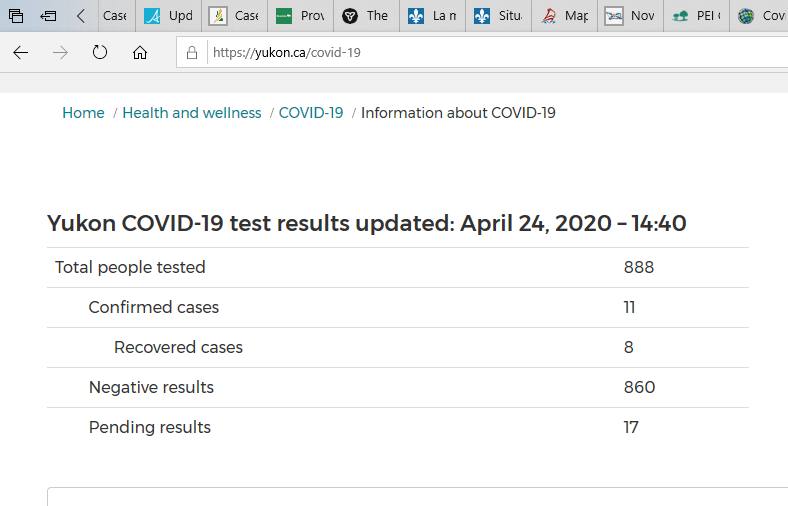 Case
Upd
Case
Prov
The
La m
Situ
Map
Nov
PEI
Cov
https://yukon.ca/covid-19
Home / Health and wellness / COVID-19 / Information about COVID-19
Yukon COVID-19 test results updated: April 24, 2020 – 14:40
Total people tested 888
Confirmed cases 11
Recovered cases 8
Negative results 860
Pending results 17